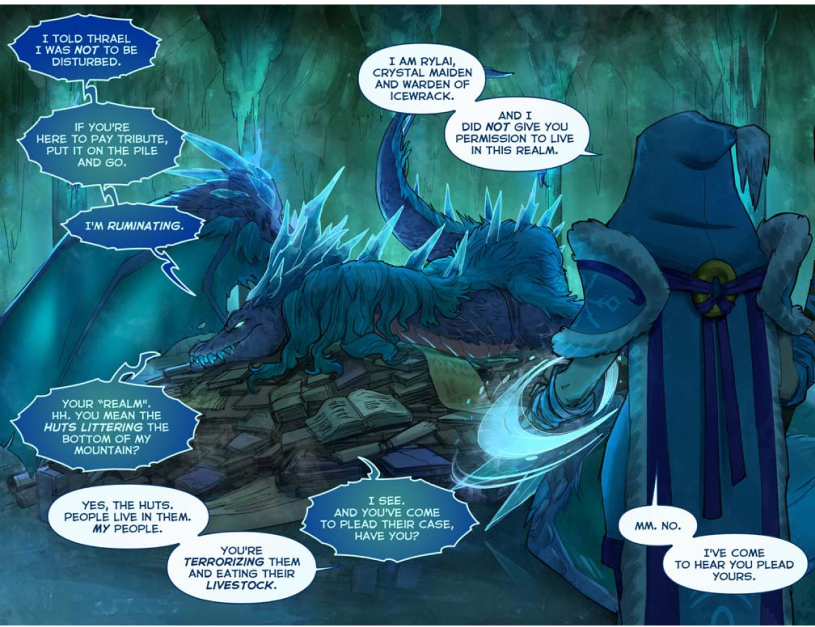 I TOLD THRAEL
I WAS NOT TO BE
DISTURBED.
IF YOU'RE
HERE TO PAY TRIBUTE,
PUT IT ON THE PILE
AND GO.
I'M RUMINATING.
I AM RYLAI,
CRYSTAL MAIDEN
AND WARDEN OF
ICEWRACK.
AND I
DID NOT GIVE YOU
PERMISSION TO LIVE
IN THIS REALM.
YOUR "REALM".
HH. YOU MEAN THE
HUTS LITTERING THE
BOTTOM OF MY
MOUNTAIN?
YES, THE HUTS.
PEOPLE LIVE IN THEM.
MY PEOPLE.
YOU'RE
TERRORIZING THEM
AND EATING THEIR
LIVESTOCK.
I SEE.
AND YOU'VE COME
TO PLEAD THEIR CASE,
HAVE YOU?
MM. NO.
I'VE COME
TO HEAR YOU PLEAD
YOURS.